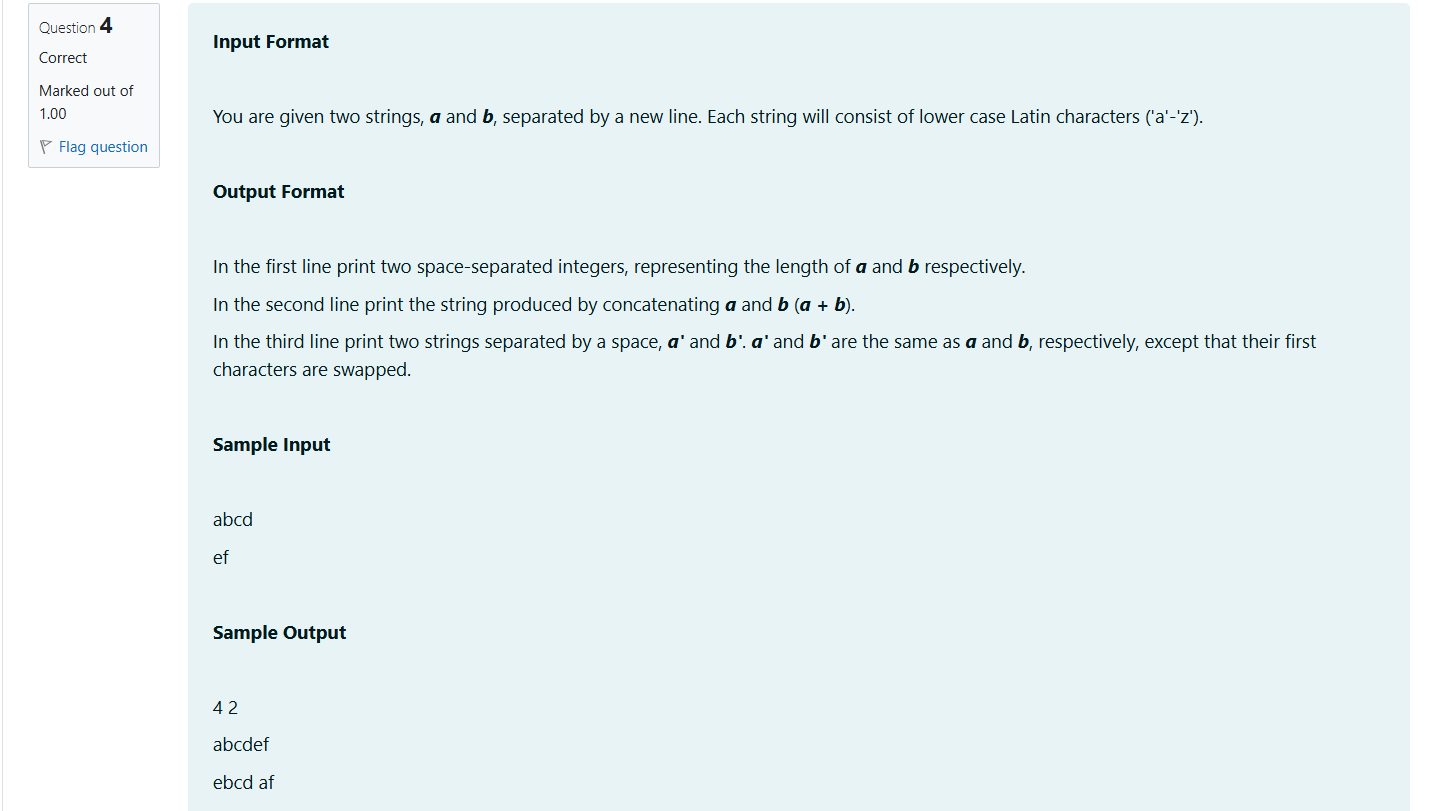 Question 4
Correct
Marked out of
1.00
Flag question
Input Format
You are given two strings, a and b, separated by a new line. Each string will consist of lower case Latin characters ('a'-'z').
Output Format
In the first line print two space-separated integers, representing the length of a and b respectively.
In the second line print the string produced by concatenating a and b (a + b).
In the third line print two strings separated by a space, a' and b'. a' and b' are the same as a and b, respectively, except that their first
characters are swapped.
Sample Input
abcd
ef
Sample Output
4 2
abcdef
ebcd af